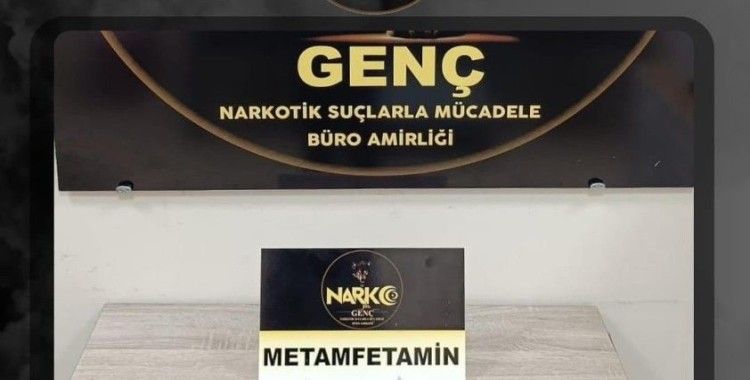 GENÇ
NARKOTİK SUÇLARLA MÜCADELE
BÜRO AMİRLİĞİ
NARKO
GENÇ
METAMFETAMİN